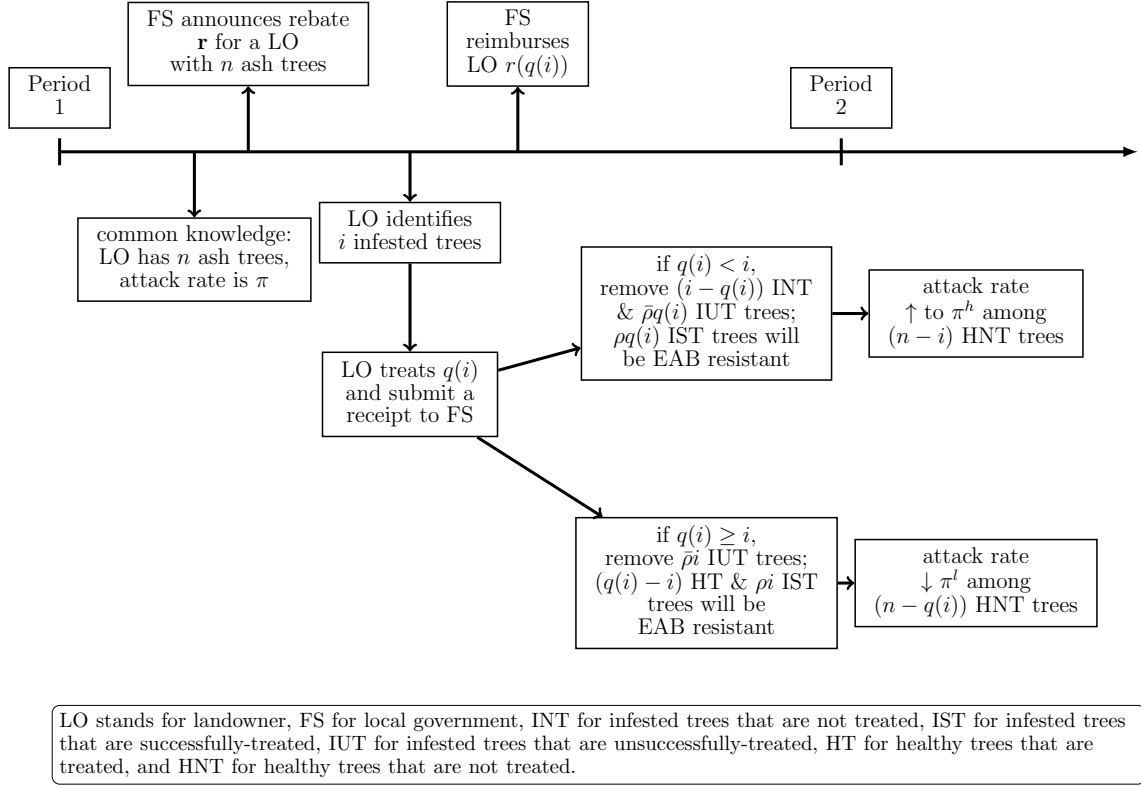 FS announces rebate
𝐫 for a LO
with n ash trees
FS
reimburses
LO r(q(i))
Period
1
Period
2
common knowledge:
LO has n ash trees,
attack rate is π
LO identifies
i infested trees
if q(i) < i,
remove (i − q(i)) INT
& ρ̄q(i) IUT trees;
ρq(i) IST trees will
be EAB resistant
attack rate
↑ to π^h among
(n − i) HNT trees
LO treats q(i)
and submit a
receipt to FS
if q(i) ≥ i,
remove ρ̄i IUT trees;
(q(i) − i) HT & ρi IST
trees will be
EAB resistant
attack rate
↓ π^l among
(n − q(i)) HNT trees
LO stands for landowner, FS for local government, INT for infested trees that are not treated, IST for infested trees
that are successfully-treated, IUT for infested trees that are unsuccessfully-treated, HT for healthy trees that are
treated, and HNT for healthy trees that are not treated.